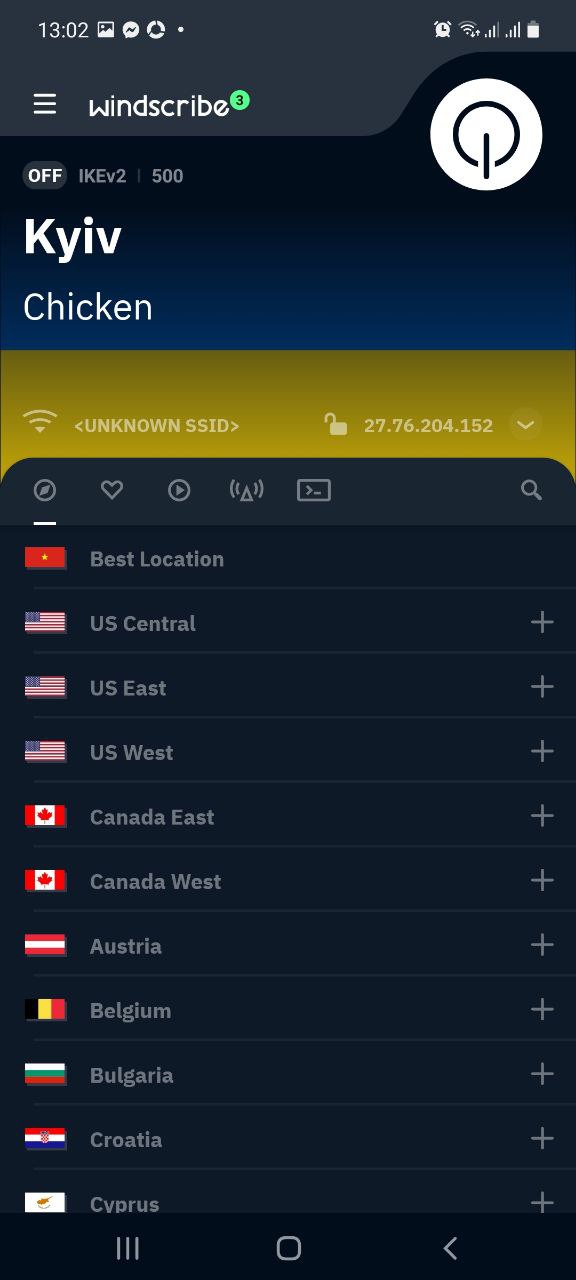 13:02
windscribe 3
OFF IKEv2 | 500
Kyiv
Chicken
<UNKNOWN SSID> 27.76.204.152
Best Location
US Central
US East
US West
Canada East
Canada West
Austria
Belgium
Bulgaria
Croatia
Cyprus